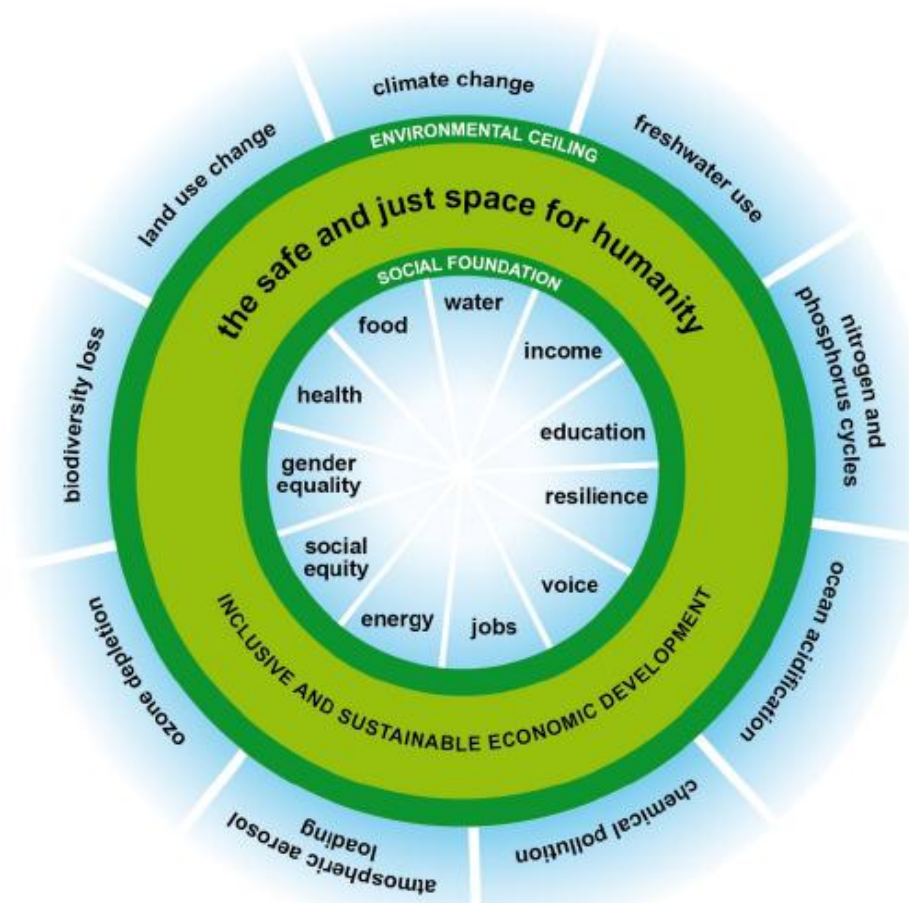 climate change
freshwater use
nitrogen and
phosphorus cycles
ocean acidification
chemical pollution
atmospheric aerosol
loading
ozone depletion
biodiversity loss
land use change
ENVIRONMENTAL CEILING
the safe and just space for humanity
SOCIAL FOUNDATION
water
income
education
resilience
voice
jobs
energy
social
equity
gender
equality
health
food
INCLUSIVE AND SUSTAINABLE ECONOMIC DEVELOPMENT